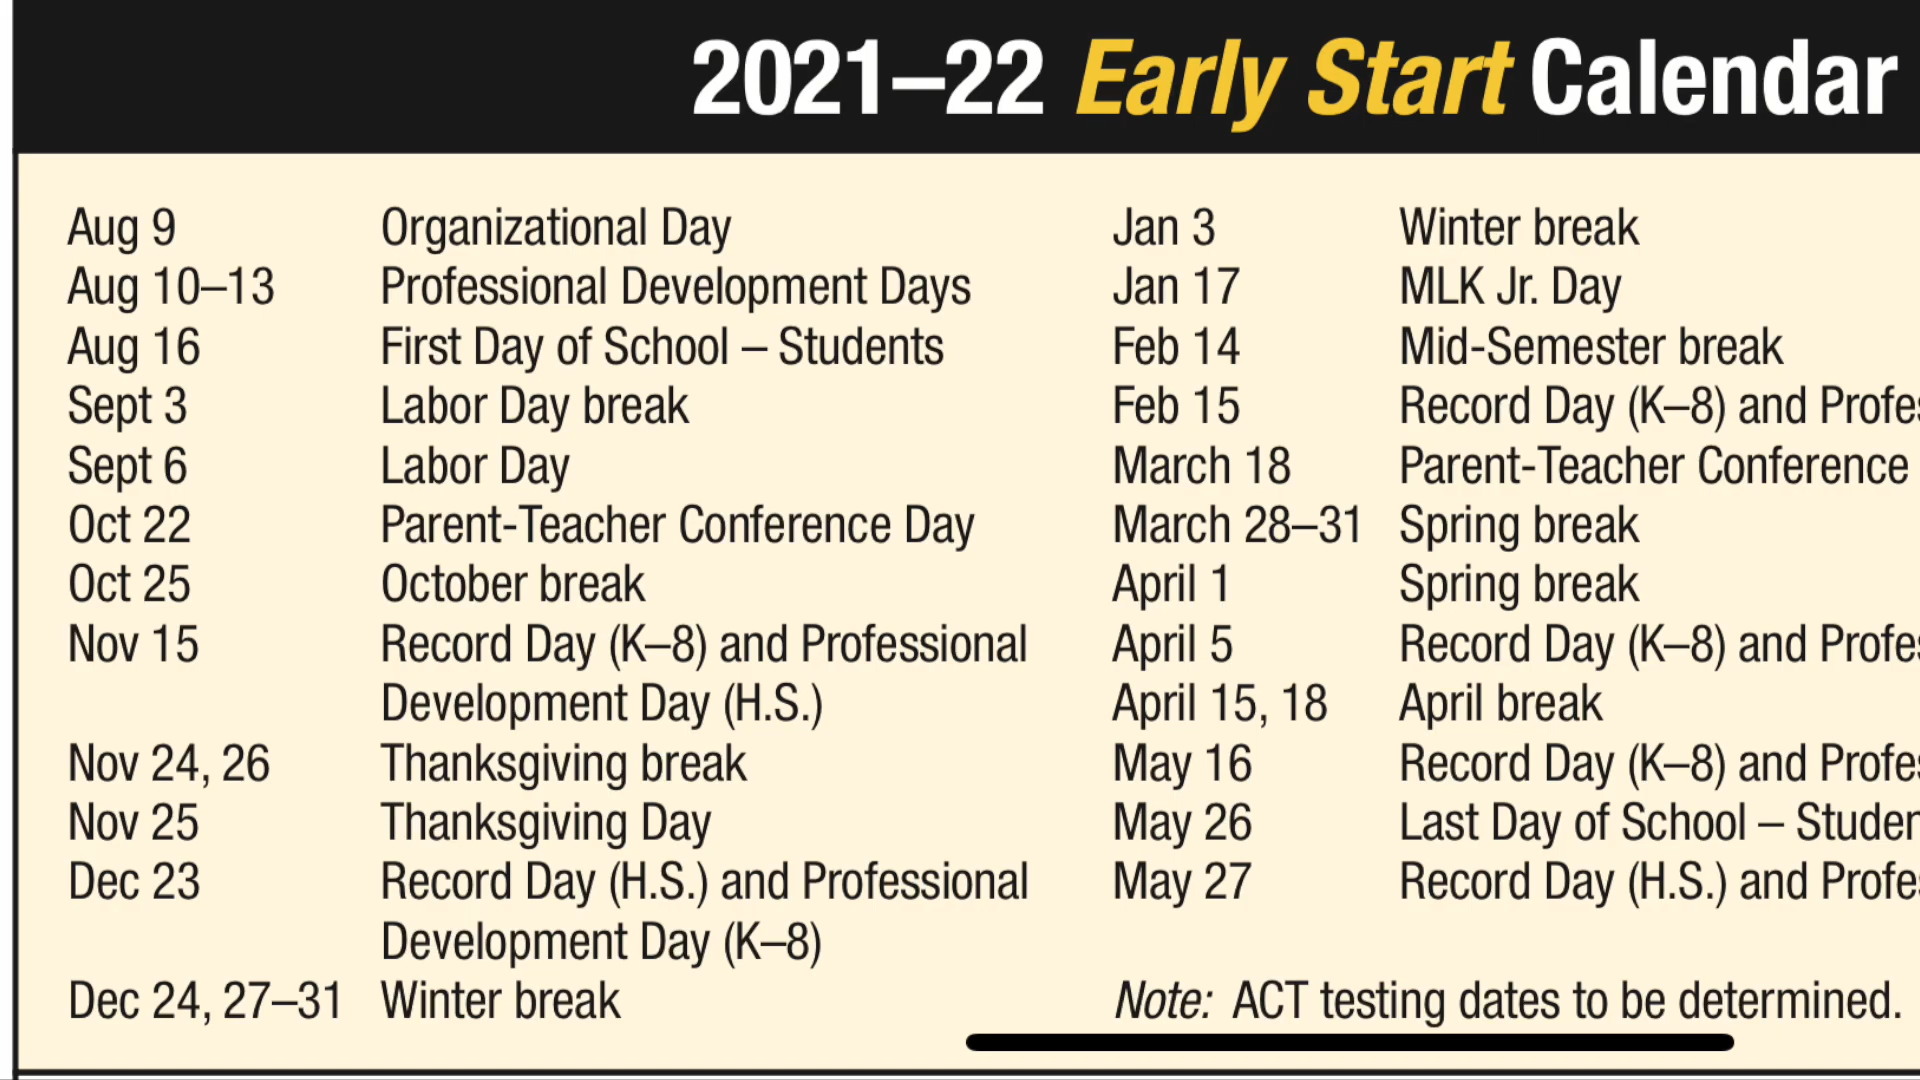 2021–22 Early Start Calendar
Aug 9 Organizational Day
Aug 10–13 Professional Development Days
Aug 16 First Day of School – Students
Sept 3 Labor Day break
Sept 6 Labor Day
Oct 22 Parent-Teacher Conference Day
Oct 25 October break
Nov 15 Record Day (K–8) and Professional
Development Day (H.S.)
Nov 24, 26 Thanksgiving break
Nov 25 Thanksgiving Day
Dec 23 Record Day (H.S.) and Professional
Development Day (K–8)
Dec 24, 27–31 Winter break
Jan 3 Winter break
Jan 17 MLK Jr. Day
Feb 14 Mid-Semester break
Feb 15 Record Day (K–8) and
March 18 Parent-Teacher Conference
March 28–31 Spring break
April 1 Spring break
April 5 Record Day (K–8) and
April 15, 18 April break
May 16 Record Day (K–8) and
May 26 Last Day of School –
May 27 Record Day (H.S.) and
Note: ACT testing dates to be determined.